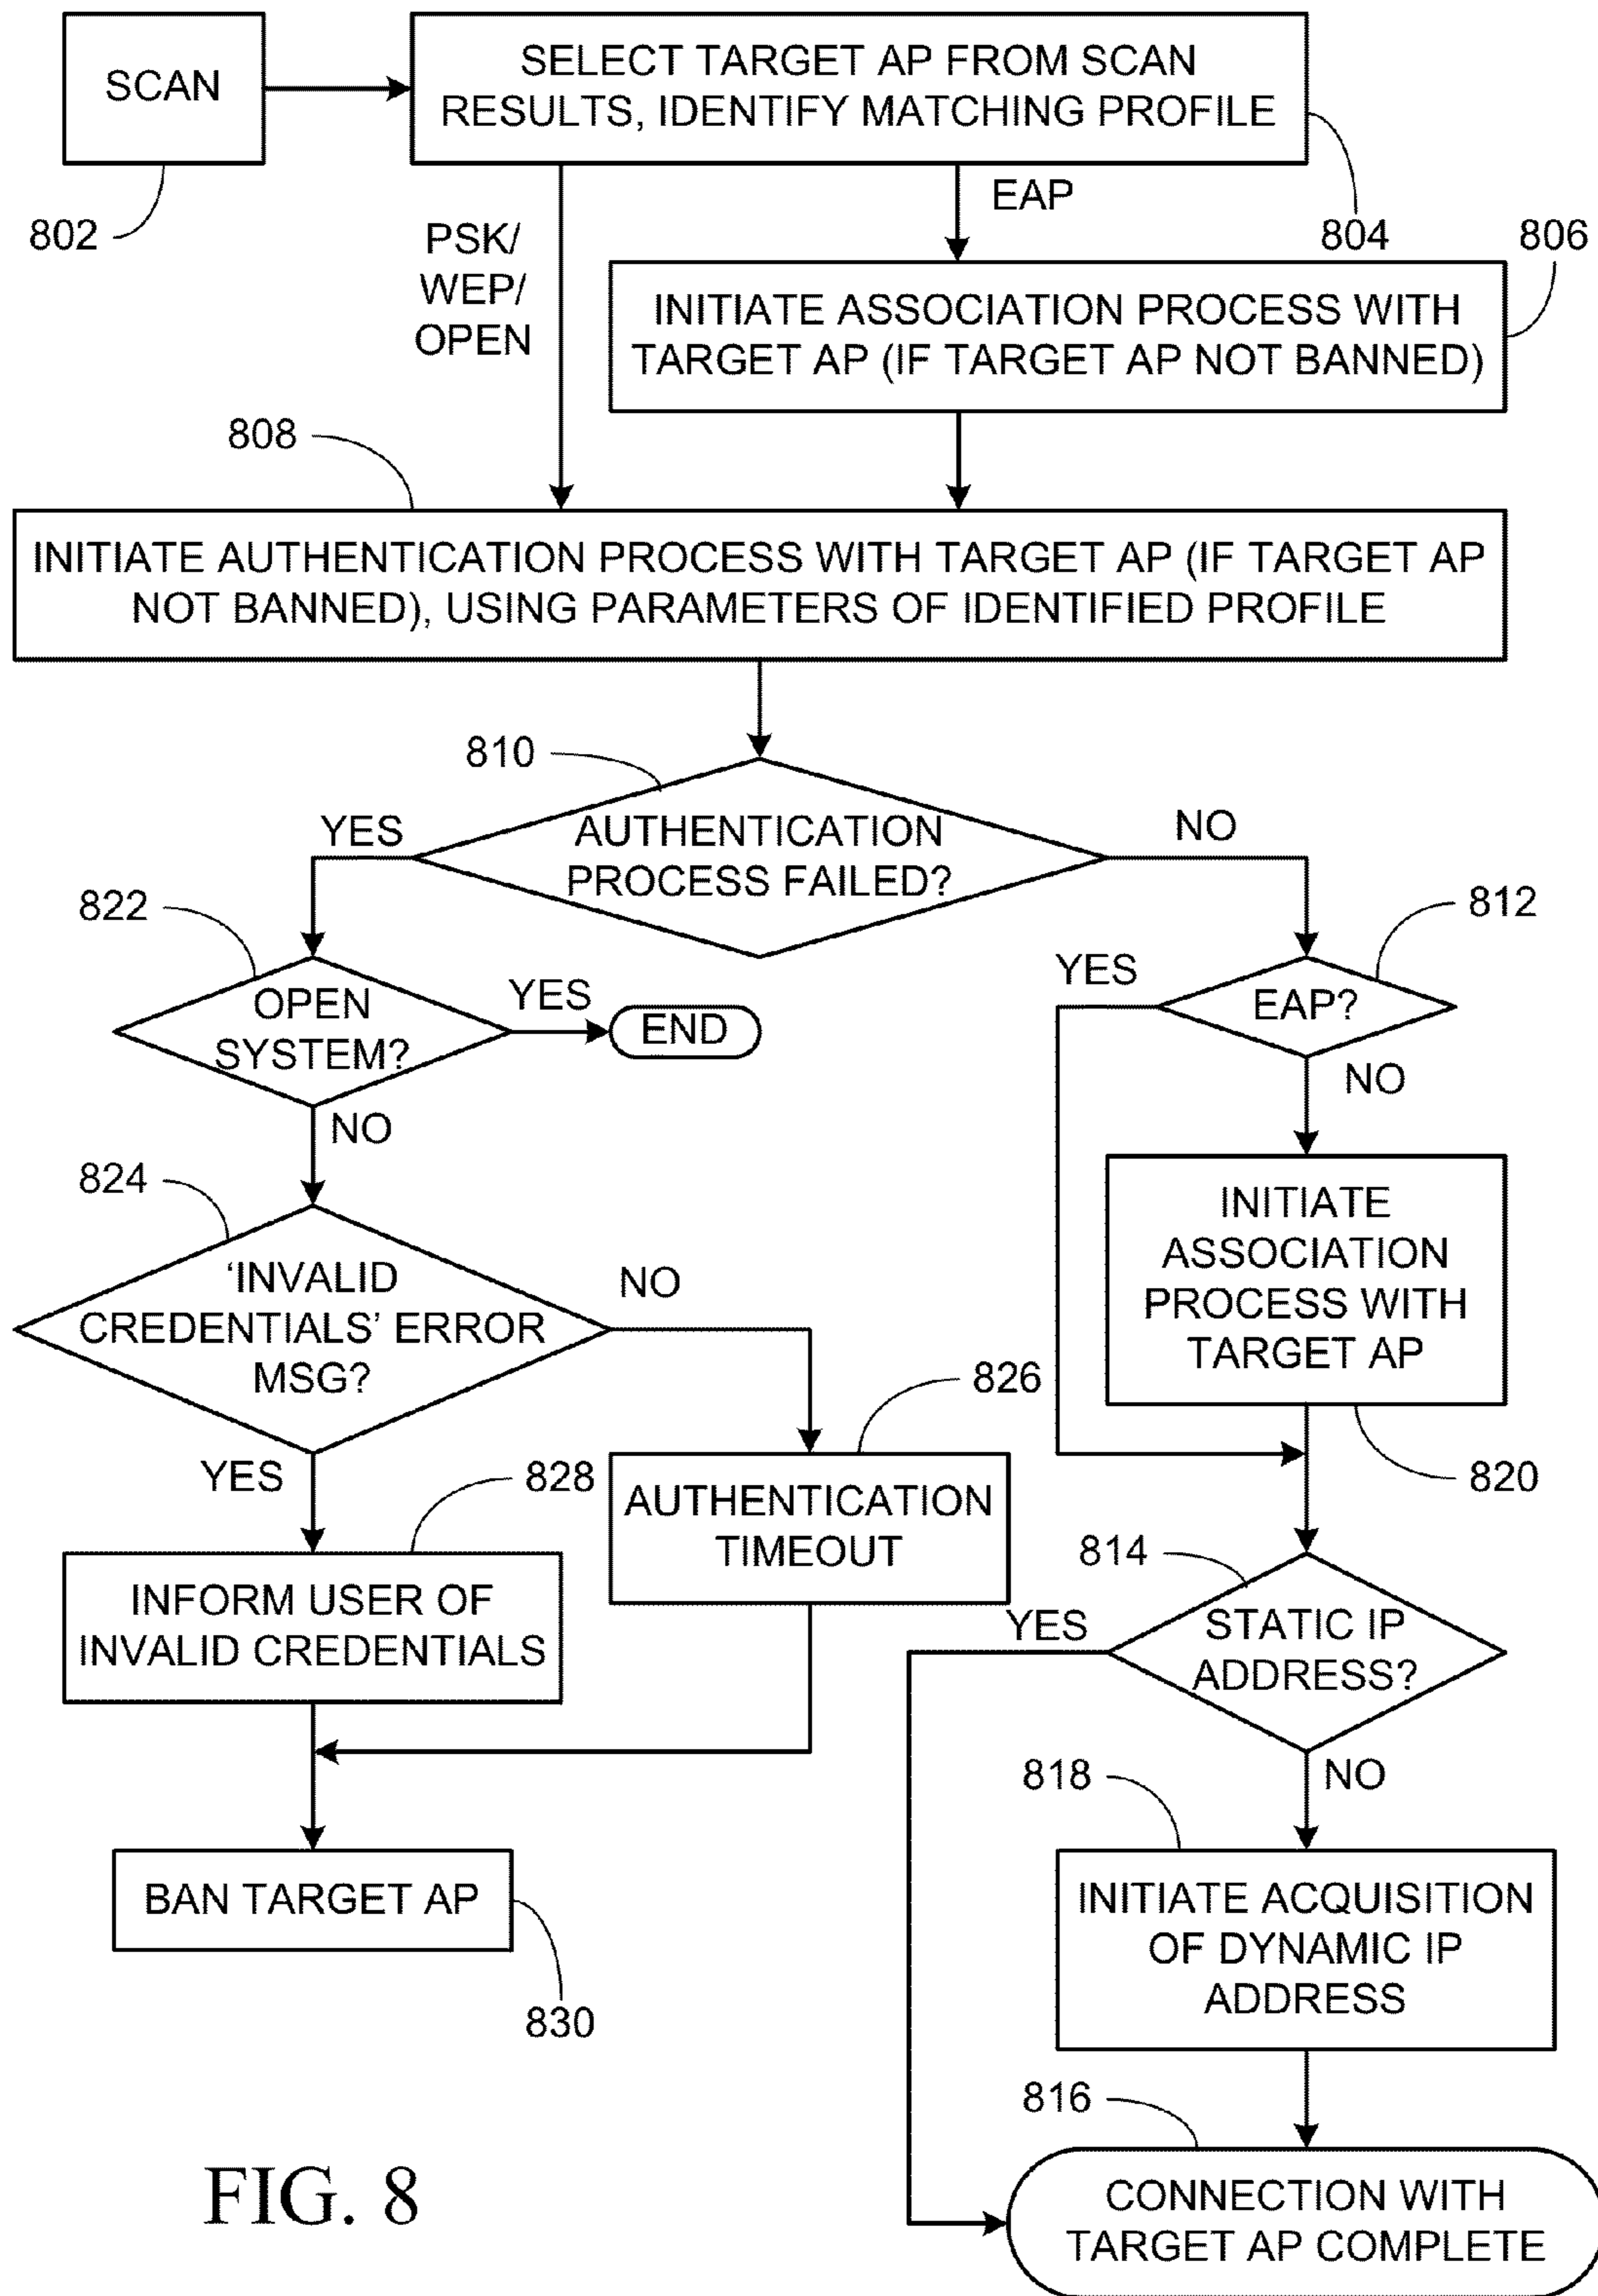 SCAN
SELECT TARGET AP FROM SCAN
RESULTS, IDENTIFY MATCHING PROFILE
802
PSK/
WEP/
OPEN
EAP
804
806
INITIATE ASSOCIATION PROCESS WITH
TARGET AP (IF TARGET AP NOT BANNED)
808
INITIATE AUTHENTICATION PROCESS WITH TARGET AP (IF TARGET AP
NOT BANNED), USING PARAMETERS OF IDENTIFIED PROFILE
810
YES
AUTHENTICATION
PROCESS FAILED?
NO
822
812
OPEN
SYSTEM?
YES
END
YES
EAP?
NO
NO
824
INITIATE
ASSOCIATION
PROCESS WITH
TARGET AP
'INVALID
CREDENTIALS' ERROR
MSG?
NO
826
820
YES
828
AUTHENTICATION
TIMEOUT
814
INFORM USER OF
INVALID CREDENTIALS
YES
STATIC IP
ADDRESS?
NO
818
BAN TARGET AP
830
INITIATE ACQUISITION
OF DYNAMIC IP
ADDRESS
816
CONNECTION WITH
TARGET AP COMPLETE
FIG. 8